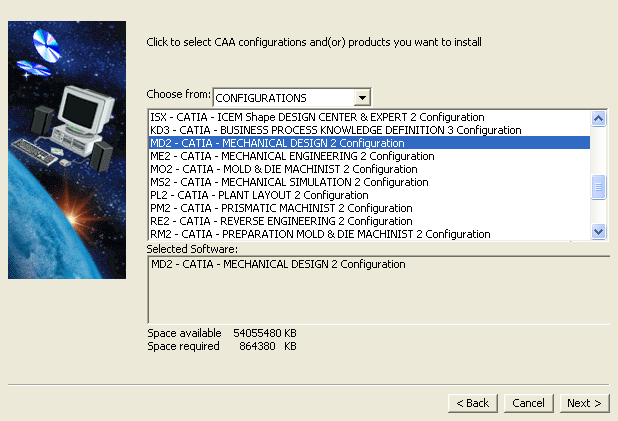 Click to select CAA configurations and(or) products you want to install
Choose from: CONFIGURATIONS
ISX - CATIA - ICEM Shape DESIGN CENTER & EXPERT 2 Configuration
KD3 - CATIA - BUSINESS PROCESS KNOWLEDGE DEFINITION 3 Configuration
MD2 - CATIA - MECHANICAL DESIGN 2 Configuration
ME2 - CATIA - MECHANICAL ENGINEERING 2 Configuration
MO2 - CATIA - MOLD & DIE MACHINIST 2 Configuration
MS2 - CATIA - MECHANICAL SIMULATION 2 Configuration
PL2 - CATIA - PLANT LAYOUT 2 Configuration
PM2 - CATIA - PRISMATIC MACHINIST 2 Configuration
RE2 - CATIA - REVERSE ENGINEERING 2 Configuration
RM2 - CATIA - PREPARATION MOLD & DIE MACHINIST 2 Configuration
Selected Software:
MD2 - CATIA - MECHANICAL DESIGN 2 Configuration
Space available 54055480 KB
Space required 864380 KB
< Back Cancel Next >